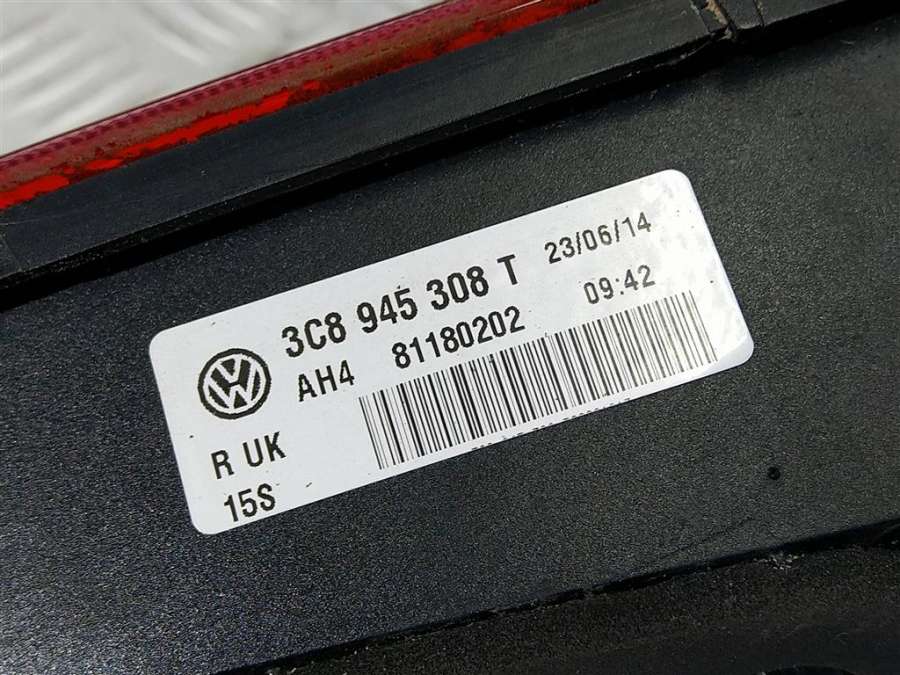 3C8 945 308 T 23/06/14
AH4 81180202 09:42
R UK
15S